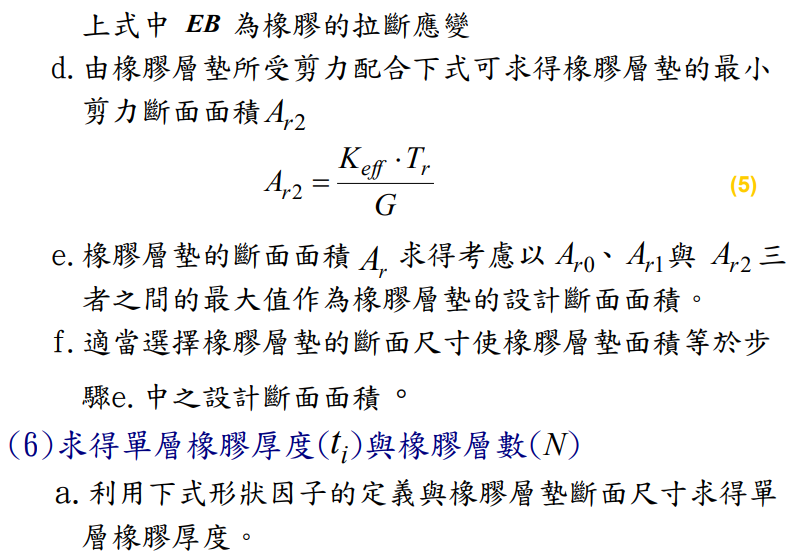 上式中 EB 為橡膠的拉斷應變
d. 由橡膠層墊所受剪力配合下式可求得橡膠層墊的最小
剪力斷面面積 A_{r2}
A_{r2} = \frac{K_{eff} \cdot T_r}{G} (5)
e. 橡膠層墊的斷面面積 A_r 求得考慮以 A_{r0}、A_{r1}與 A_{r2} 三
者之間的最大值作為橡膠層墊的設計斷面面積。
f. 適當選擇橡膠層墊的斷面尺寸使橡膠層墊面積等於步
驟e. 中之設計斷面面積。
(6)求得單層橡膠厚度(t_i)與橡膠層數(N)
a. 利用下式形狀因子的定義與橡膠層墊斷面尺寸求得單
層橡膠厚度。